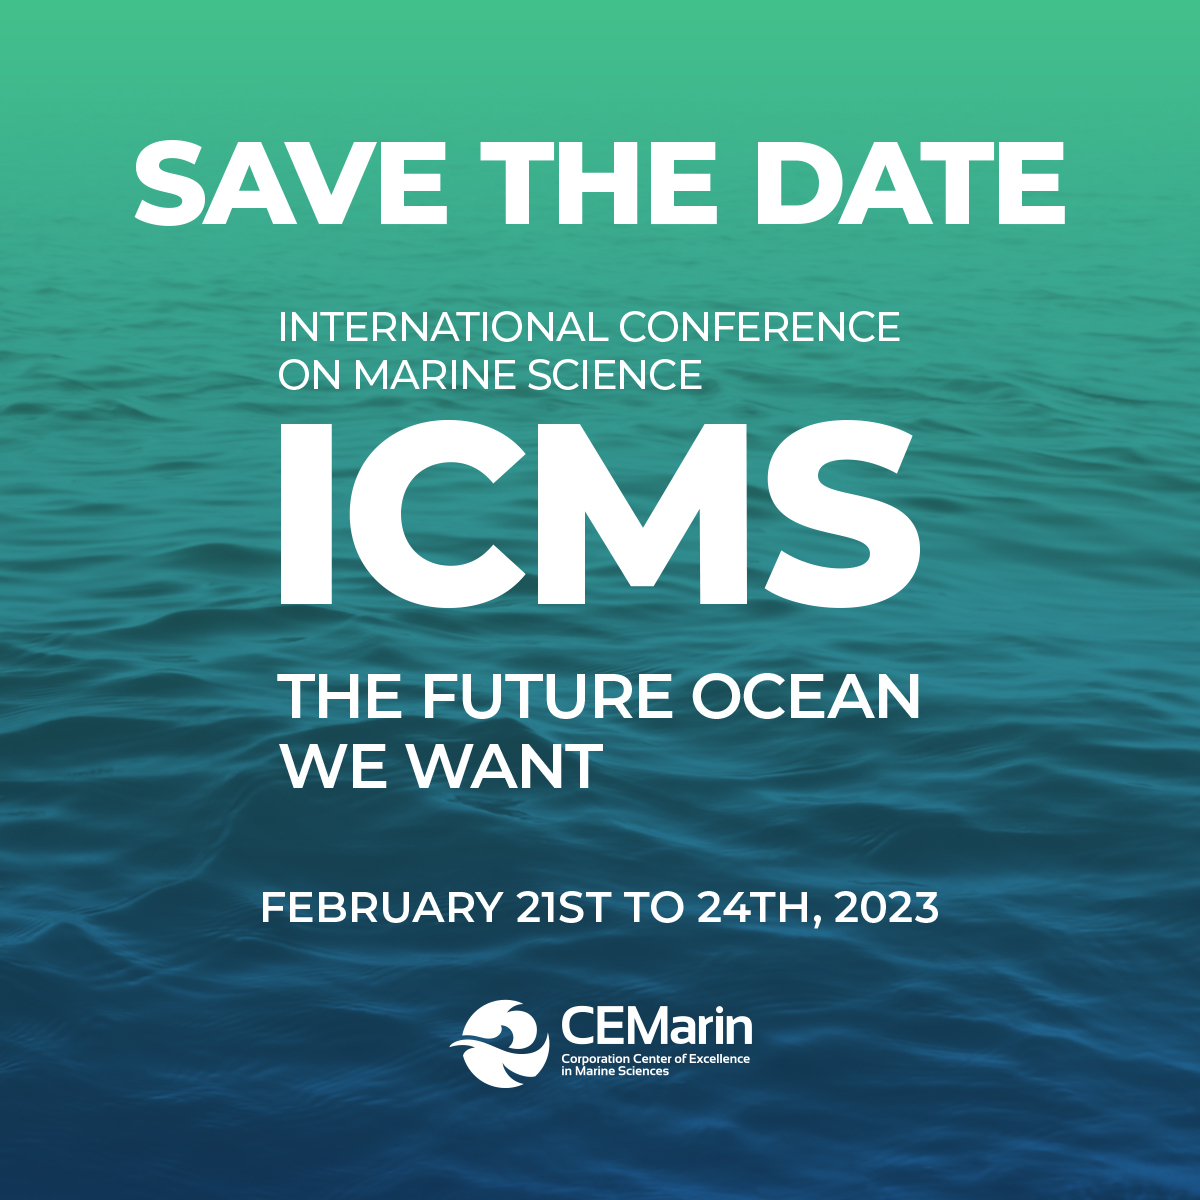 SAVE THE DATE
INTERNATIONAL CONFERENCE
ON MARINE SCIENCE
ICMS
THE FUTURE OCEAN
WE WANT
FEBRUARY 21ST TO 24TH, 2023
CEMarin
Corporation Center of Excellence
in Marine Sciences